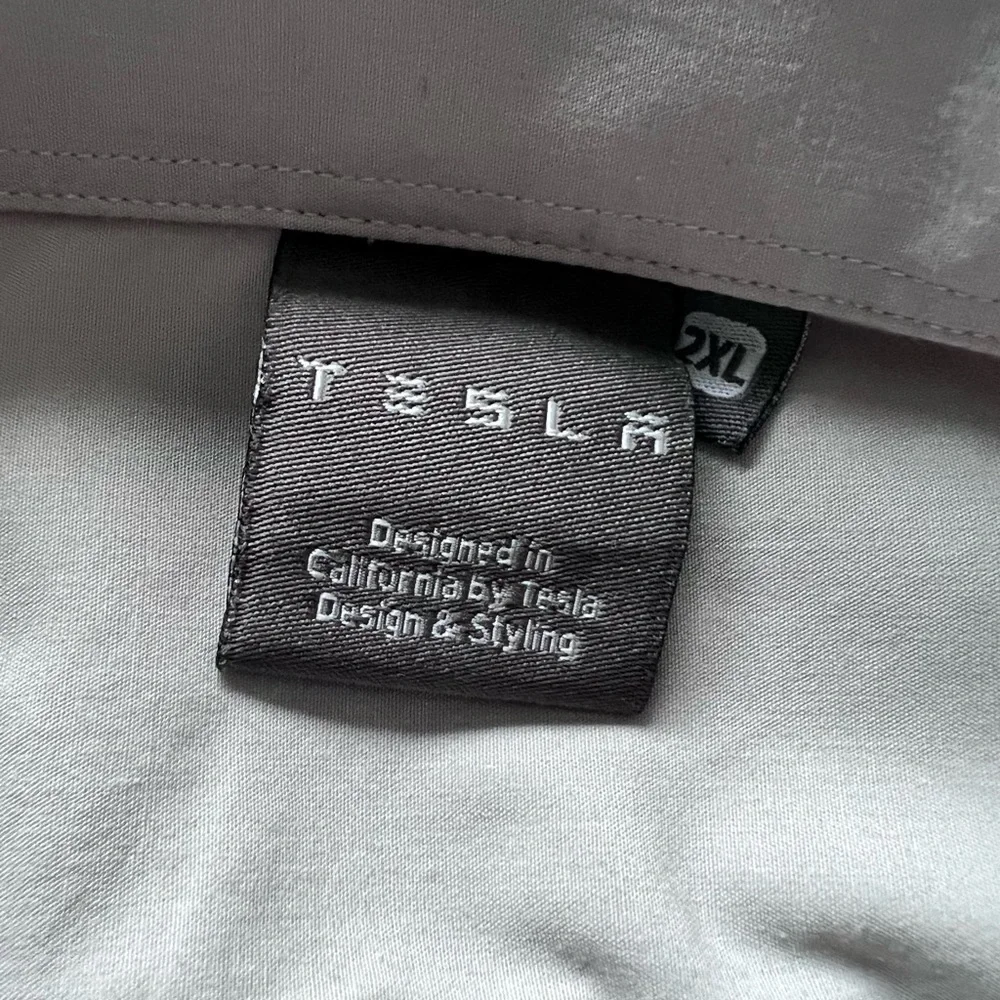 TESLA
2XL
Designed in
California by Tesla
Design & Styling